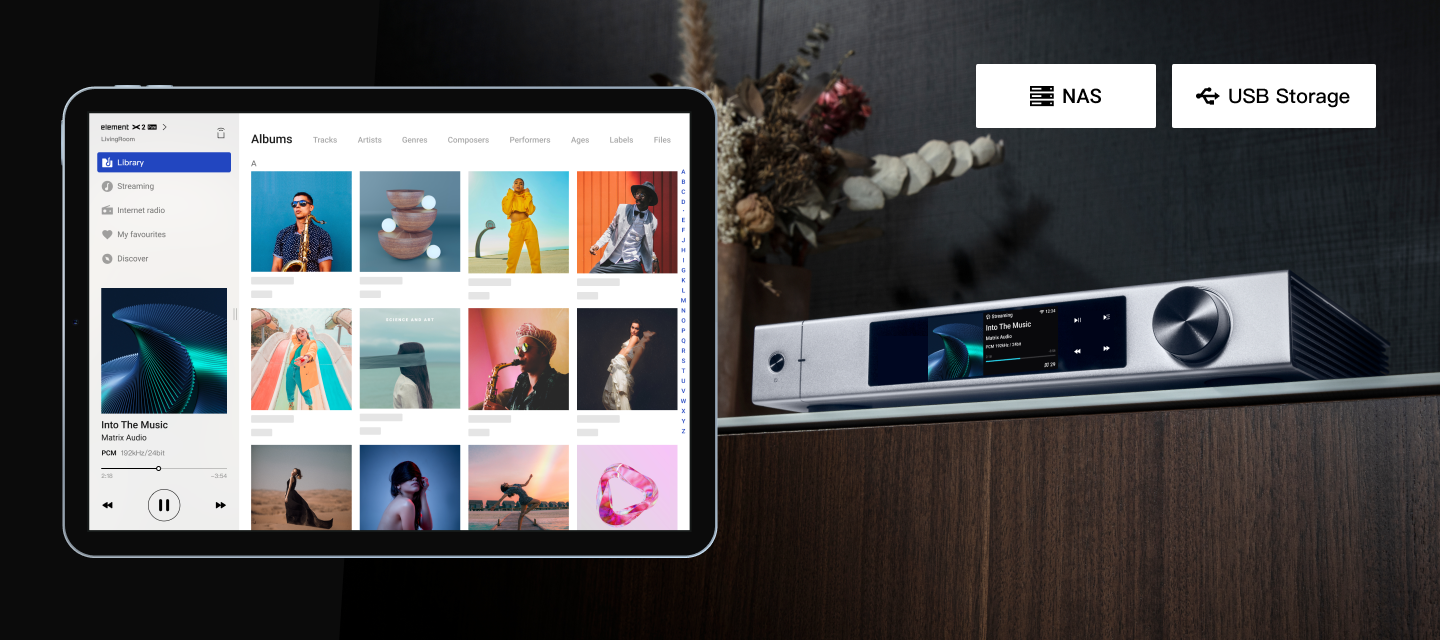 element X 2
LivingRoom
Library
Streaming
Internet radio
My favourites
Discover
Into The Music
Matrix Audio
PCM 192kHz/24bit
2:18
-3:54
Albums Tracks Artists Genres Composers Performers Ages Labels Files
A
SCIENCE AND ART
A
B
C
D
E
F
J
H
I
G
K
L
M
N
O
P
Q
R
S
T
U
V
W
X
Y
Z
NAS
USB Storage
Streaming
12:34
Into The Music
Matrix Audio
PCM 192kHz / 24bit